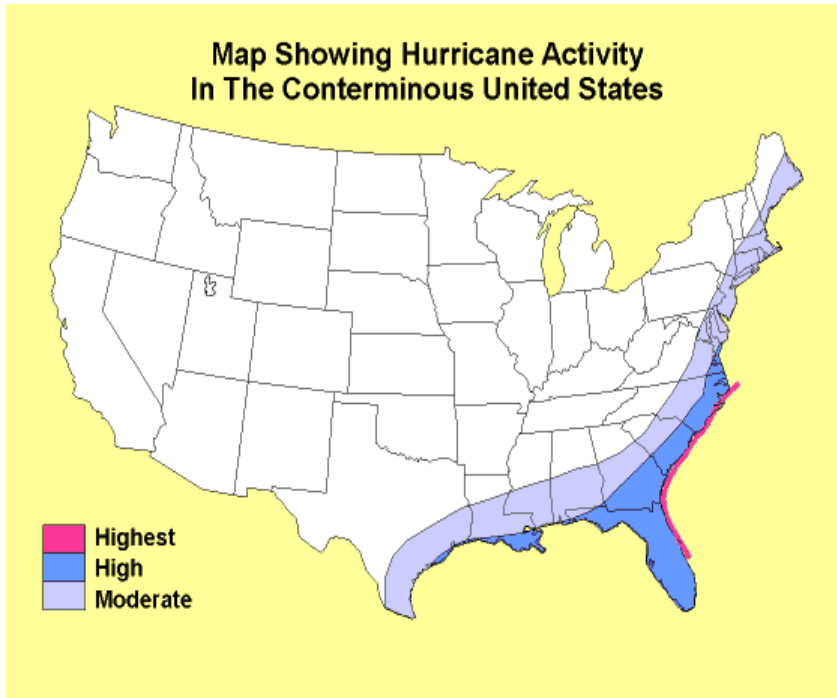 Map Showing Hurricane Activity
In The Conterminous United States
Highest
High
Moderate